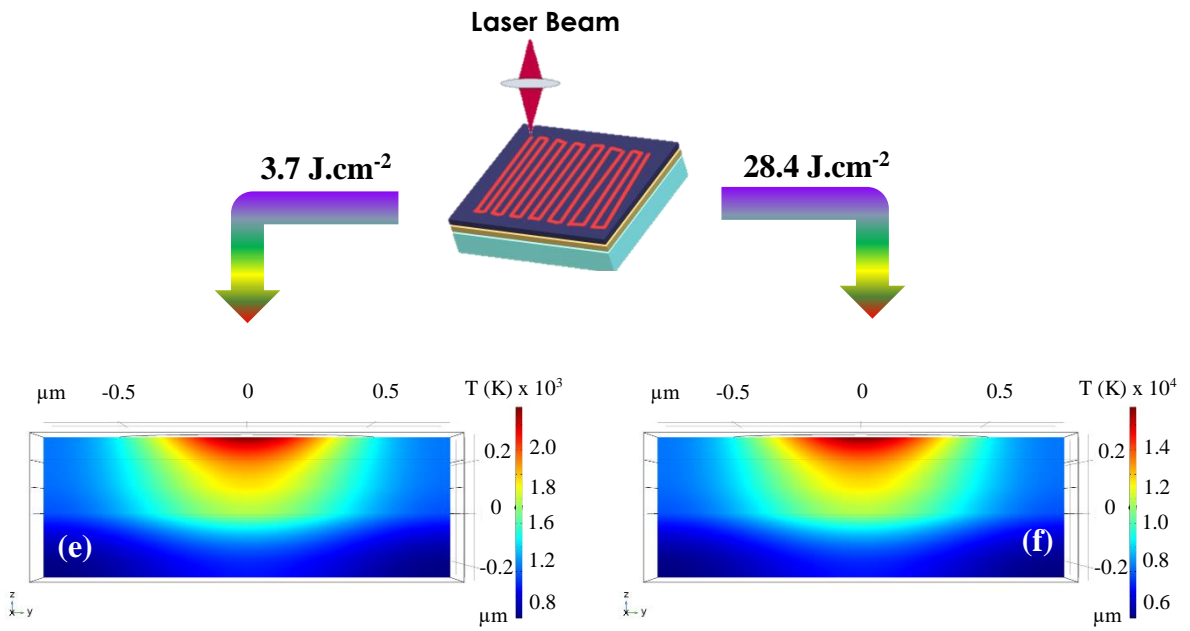 Laser Beam
3.7 J.cm⁻²
28.4 J.cm⁻²
µm -0.5 0 0.5 T (K) x 10³
0.2
0
-0.2
µm
2.0
1.8
1.6
1.2
0.8
(e)
z
x y
µm -0.5 0 0.5 T (K) x 10⁴
0.2
0
-0.2
µm
1.4
1.4
1.0
0.8
0.6
(f)
z
x y